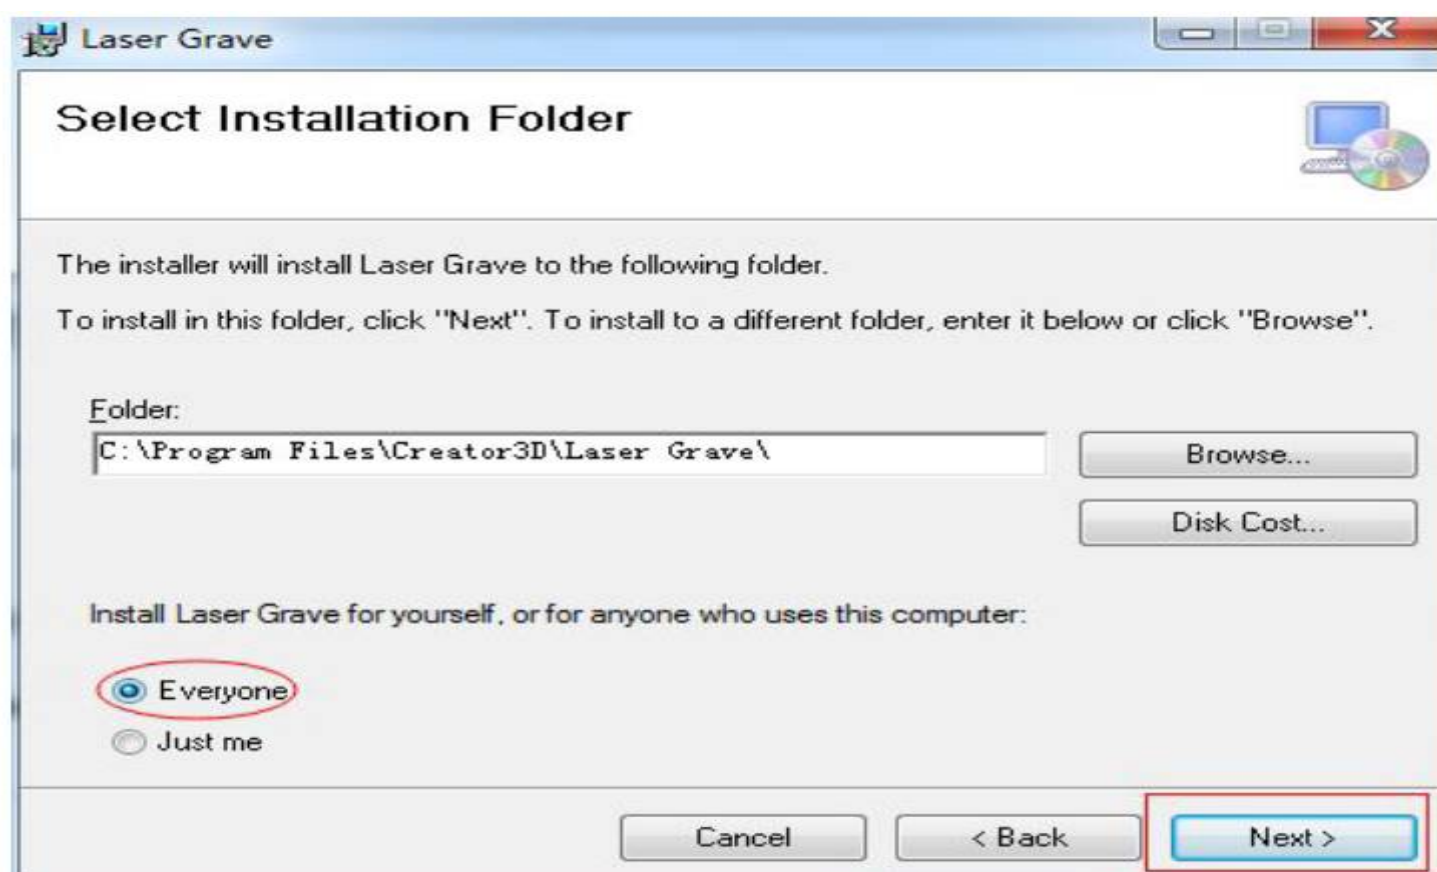 Laser Grave
Select Installation Folder
The installer will install Laser Grave to the following folder.
To install in this folder, click "Next". To install to a different folder, enter it below or click "Browse".
Folder:
C:\Program Files\Creator3D\Laser Grave\
Browse...
Disk Cost...
Install Laser Grave for yourself, or for anyone who uses this computer:
Everyone
Just me
Cancel
< Back
Next >